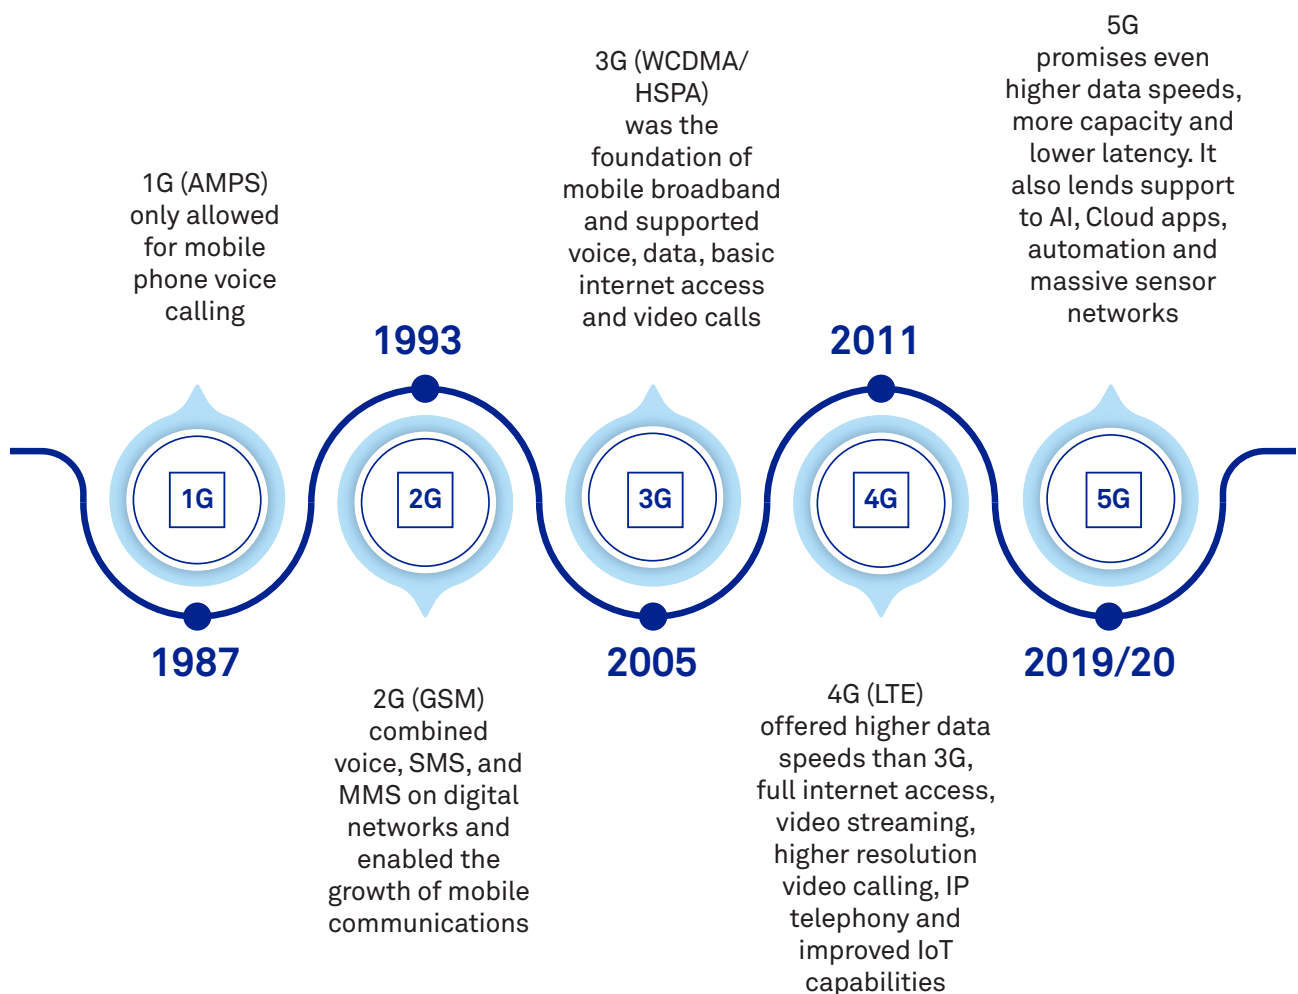 1G (AMPS)
only allowed
for mobile
phone voice
calling
1G
1987
1993
2G
2G (GSM)
combined
voice, SMS, and
MMS on digital
networks and
enabled the
growth of mobile
communications
3G (WCDMA/
HSPA)
was the
foundation of
mobile broadband
and supported
voice, data, basic
internet access
and video calls
3G
2005
2011
4G
4G (LTE)
offered higher data
speeds than 3G,
full internet access,
video streaming,
higher resolution
video calling, IP
telephony and
improved IoT
capabilities
5G
promises even
higher data speeds,
more capacity and
lower latency. It
also lends support
to AI, Cloud apps,
automation and
massive sensor
networks
5G
2019/20